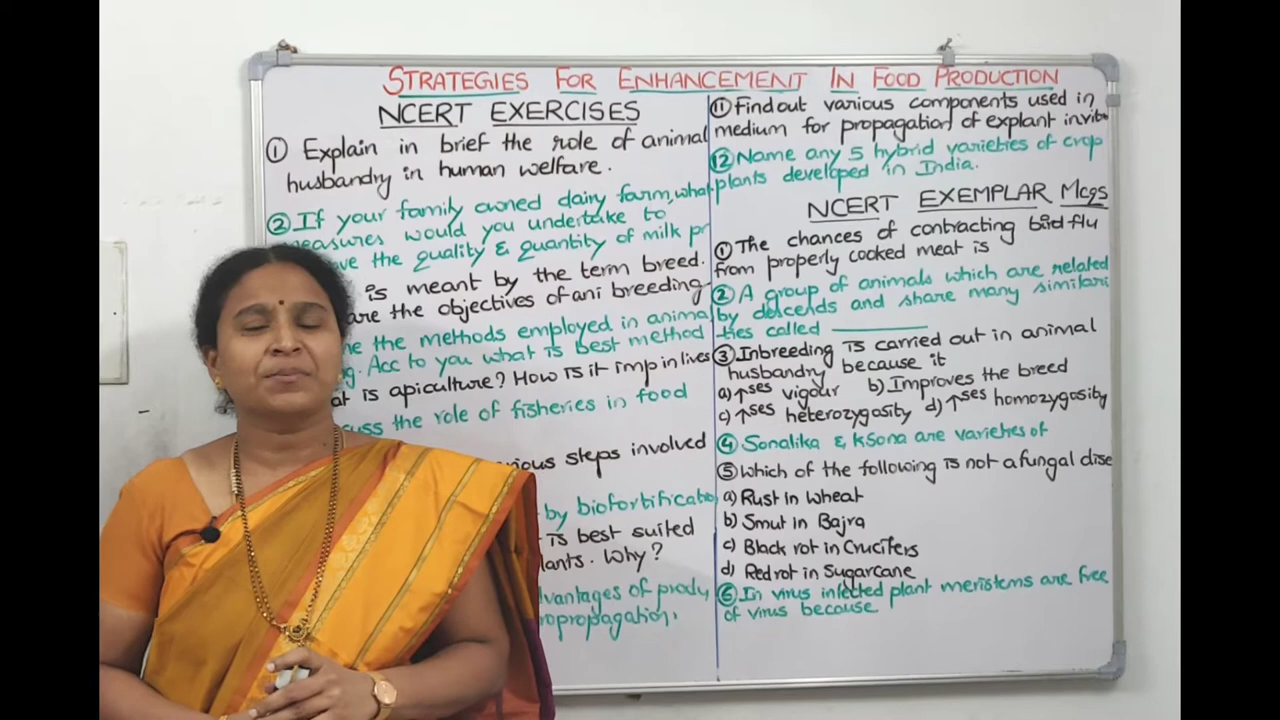 STRATEGIES FOR ENHANCEMENT IN FOOD PRODUCTION
NCERT EXERCISES
① Explain in brief the role of animal
husbandry in human welfare.
② If your family owned dairy farm, what
measures would you undertake to
the quality & quantity of milk
is meant by the term breed.
are the objectives of ani breeding
the methods employed in animal
Acc to you what is best method
is apiculture? How is it imp in lives
the role of fisheries in food
steps involved
by biofortificatio
is best suited
Why?
of
⑪ Find out various components used in
medium for propagation of explant invitro
⑫ Name any 5 hybrid varieties of crop
plants developed in India.
NCERT EXEMPLAR Mcqs
① The chances of contracting bird flu
from properly cooked meat is
② A group of animals which are related
by descends and share many similari
-ties called ________
③ Inbreeding is carried out in animal
husbandry because it
a) ↑ses vigour b) Improves the breed
c) ↑ses heterozygosity d) ↑ses homozygosity
④ Sonalika & KSona are varieties of
⑤ Which of the following is not a fungal dise
a) Rust in Wheat
b) Smut in Bajra
c) Black rot in Crucifers
d) Red rot in Sugarcane
⑥ In virus infected plant meristems are free
of virus because